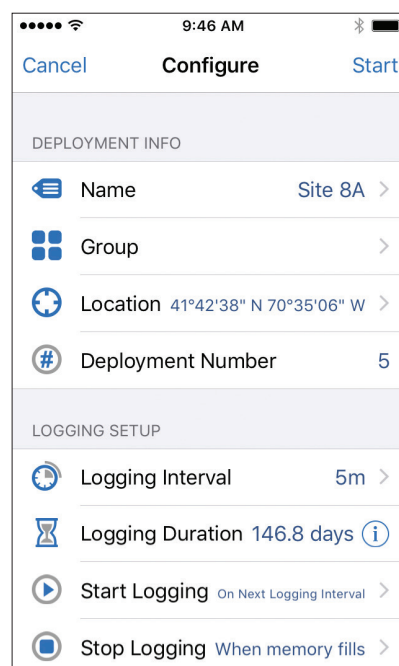 9:46 AM
Cancel Configure Start
DEPLOYMENT INFO
Name Site 8A
Group
Location 41°42'38" N 70°35'06" W
# Deployment Number 5
LOGGING SETUP
Logging Interval 5m
Logging Duration 146.8 days i
Start Logging On Next Logging Interval
Stop Logging When memory fills